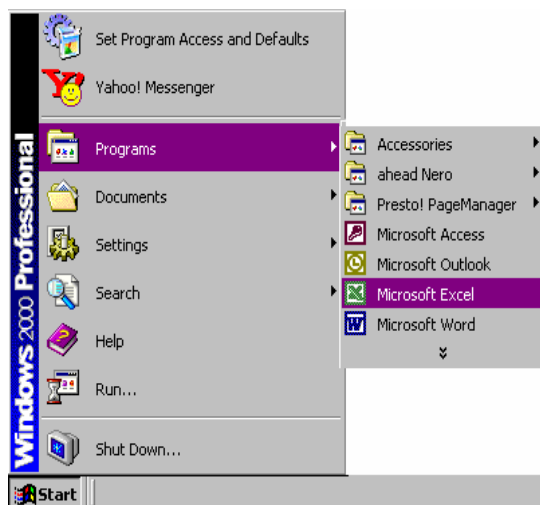 Set Program Access and Defaults
Yahoo! Messenger
Programs
Documents
Settings
Search
Help
Run...
Shut Down...
Windows 2000 Professional
Accessories
ahead Nero
Presto! PageManager
Microsoft Access
Microsoft Outlook
Microsoft Excel
Microsoft Word
Start